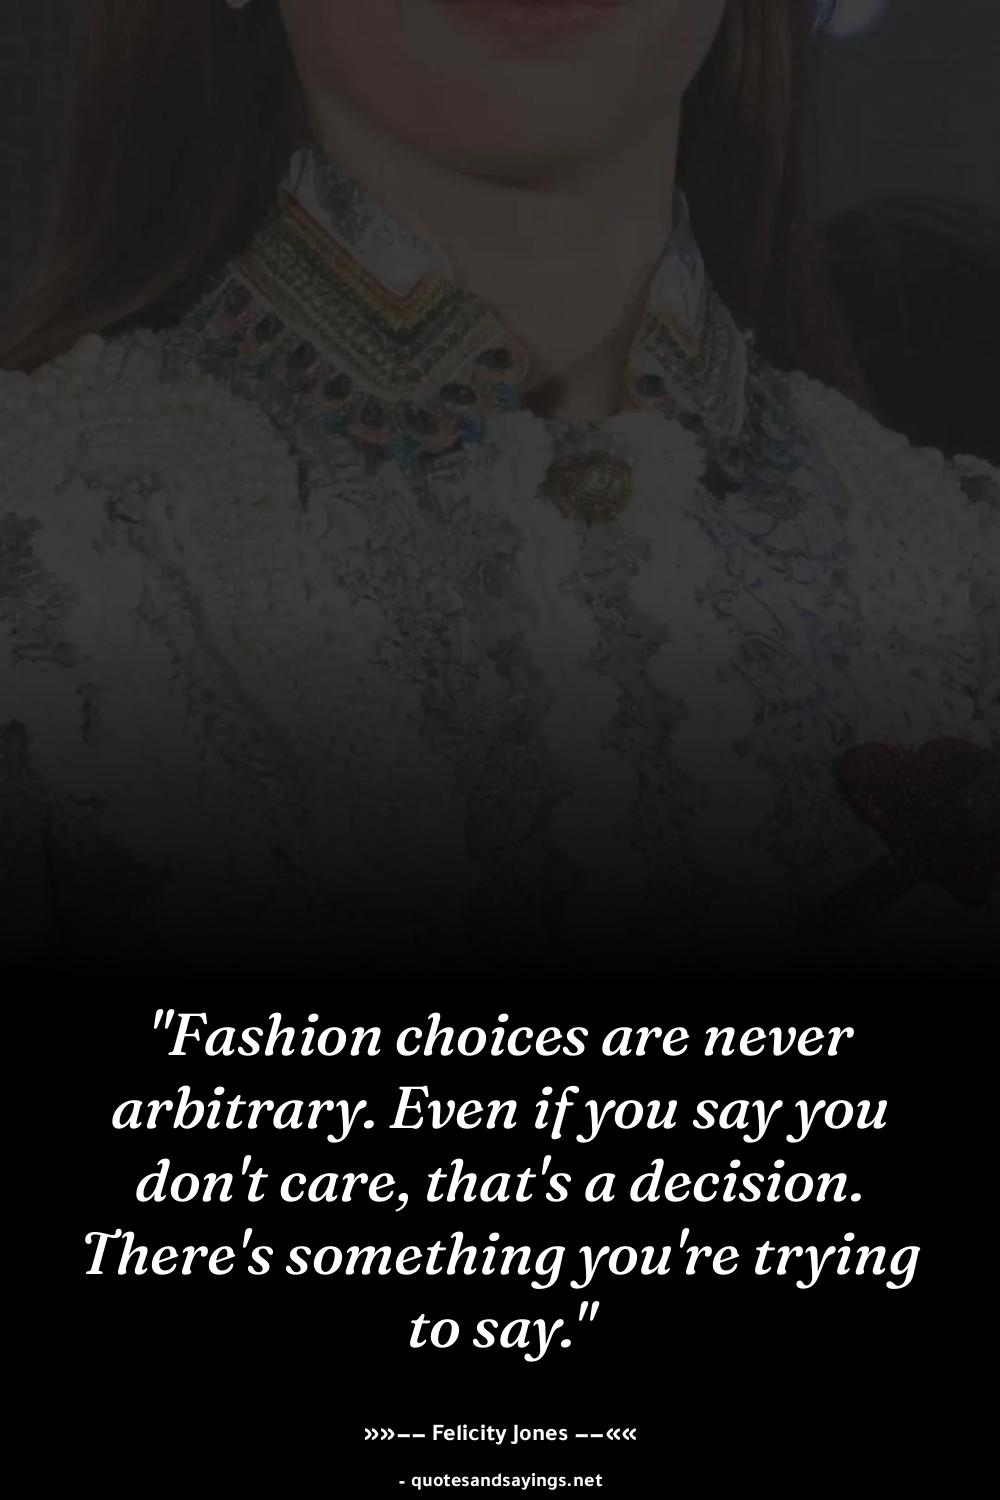 "Fashion choices are never
arbitrary. Even if you say you
don't care, that's a decision.
There's something you're trying
to say."
»»–– Felicity Jones ––««
- quotesandsayings.net